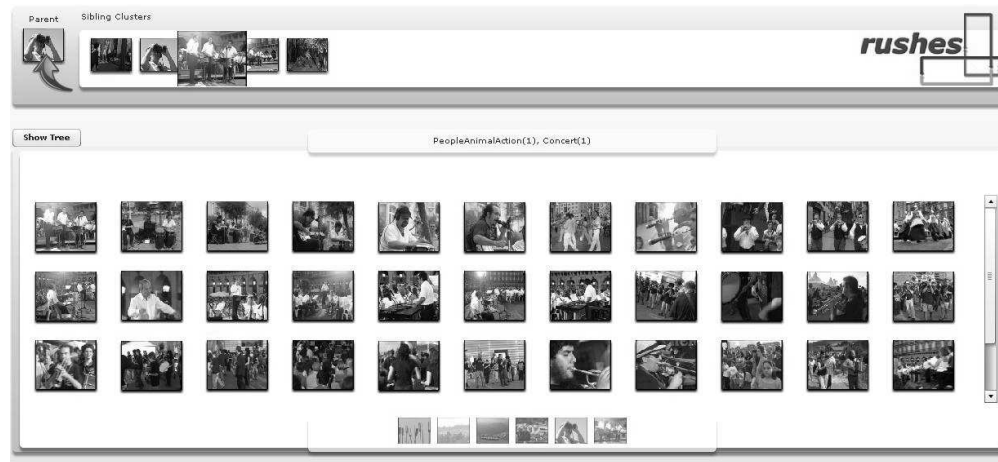 Parent
Sibling Clusters
rushes
Show Tree
PeopleAnimalAction(1), Concert(1)